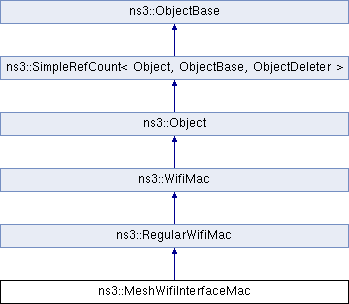 ns3::ObjectBase
ns3::SimpleRefCount< Object, ObjectBase, ObjectDeleter >
ns3::Object
ns3::WifiMac
ns3::RegularWifiMac
ns3::MeshWifiInterfaceMac